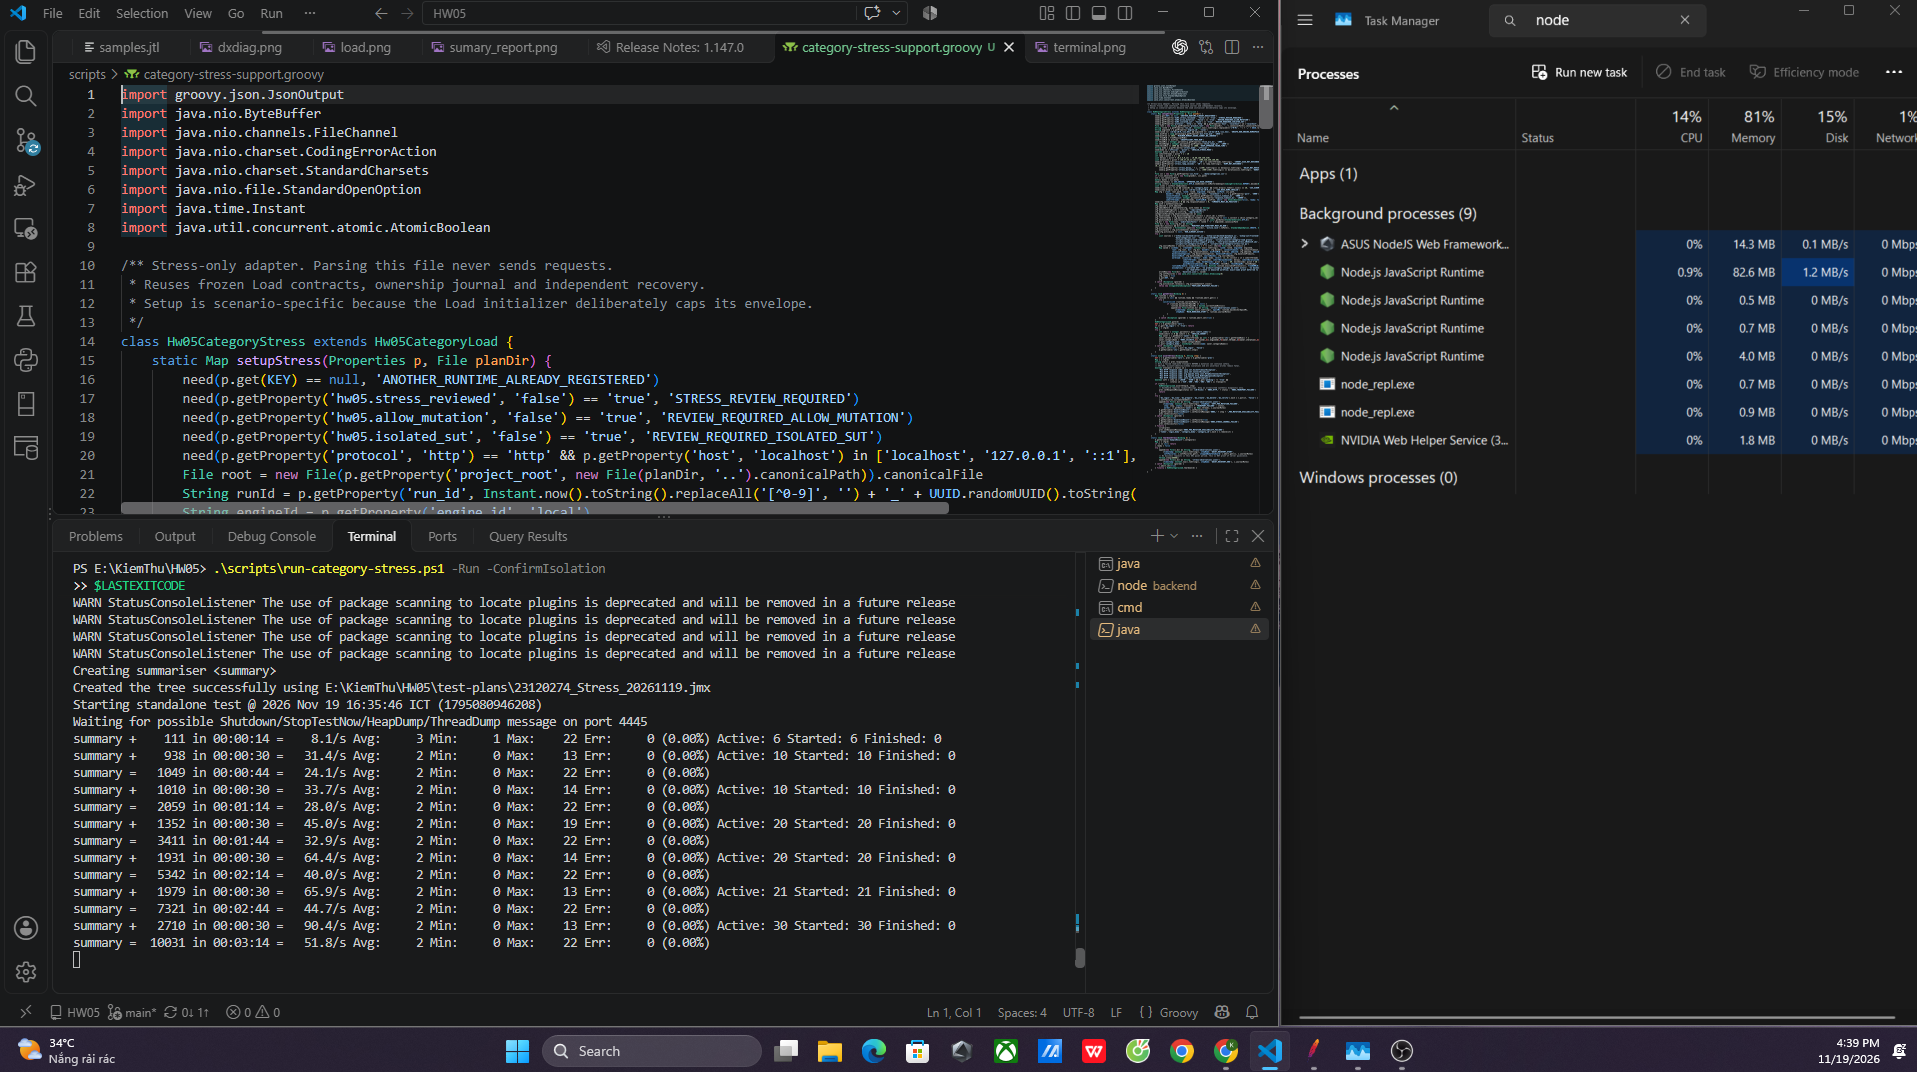 File Edit Selection View Go Run ··· HW05
samples.jtl dxdiag.png load.png sumary_report.png Release Notes: 1.147.0 category-stress-support.groovy U terminal.png
scripts > category-stress-support.groovy
1 import groovy.json.JsonOutput
2 import java.nio.ByteBuffer
3 import java.nio.channels.FileChannel
4 import java.nio.charset.CodingErrorAction
5 import java.nio.charset.StandardCharsets
6 import java.nio.file.StandardOpenOption
7 import java.time.Instant
8 import java.util.concurrent.atomic.AtomicBoolean
9
10 /** Stress-only adapter. Parsing this file never sends requests.
11 * Reuses frozen Load contracts, ownership journal and independent recovery.
12 * Setup is scenario-specific because the Load initializer deliberately caps its envelope.
13 */
14 class Hw05CategoryStress extends Hw05CategoryLoad {
15 static Map setupStress(Properties p, File planDir) {
16 need(p.get(KEY) == null, 'ANOTHER_RUNTIME_ALREADY_REGISTERED')
17 need(p.getProperty('hw05.stress_reviewed', 'false') == 'true', 'STRESS_REVIEW_REQUIRED')
18 need(p.getProperty('hw05.allow_mutation', 'false') == 'true', 'REVIEW_REQUIRED_ALLOW_MUTATION')
19 need(p.getProperty('hw05.isolated_sut', 'false') == 'true', 'REVIEW_REQUIRED_ISOLATED_SUT')
20 need(p.getProperty('protocol', 'http') == 'http' && p.getProperty('host', 'localhost') in ['localhost', '127.0.0.1', '::1'],
21 File root = new File(p.getProperty('project_root', new File(planDir, '..').canonicalPath)).canonicalFile
22 String runId = p.getProperty('run_id', Instant.now().toString().replaceAll('[^0-9]', '') + '_' + UUID.randomUUID().toString(
23 String engineId = p.getProperty('engine_id', 'local')
Problems Output Debug Console Terminal Ports Query Results
PS E:\KiemThu\HW05> .\scripts\run-category-stress.ps1 -Run -ConfirmIsolation
>> $LASTEXITCODE
WARN StatusConsoleListener The use of package scanning to locate plugins is deprecated and will be removed in a future release
WARN StatusConsoleListener The use of package scanning to locate plugins is deprecated and will be removed in a future release
WARN StatusConsoleListener The use of package scanning to locate plugins is deprecated and will be removed in a future release
WARN StatusConsoleListener The use of package scanning to locate plugins is deprecated and will be removed in a future release
Creating summariser <summary>
Created the tree successfully using E:\KiemThu\HW05\test-plans\23120274_Stress_20261119.jmx
Starting standalone test @ 2026 Nov 19 16:35:46 ICT (1795080946208)
Waiting for possible Shutdown/StopTestNow/HeapDump/ThreadDump message on port 4445
summary + 111 in 00:00:14 = 8.1/s Avg: 3 Min: 1 Max: 22 Err: 0 (0.00%) Active: 6 Started: 6 Finished: 0
summary + 938 in 00:00:30 = 31.4/s Avg: 2 Min: 0 Max: 13 Err: 0 (0.00%) Active: 10 Started: 10 Finished: 0
summary = 1049 in 00:00:44 = 24.1/s Avg: 2 Min: 0 Max: 22 Err: 0 (0.00%)
summary + 1010 in 00:00:30 = 33.7/s Avg: 2 Min: 0 Max: 14 Err: 0 (0.00%) Active: 10 Started: 10 Finished: 0
summary = 2059 in 00:01:14 = 28.0/s Avg: 2 Min: 0 Max: 22 Err: 0 (0.00%)
summary + 1352 in 00:00:30 = 45.0/s Avg: 2 Min: 0 Max: 19 Err: 0 (0.00%) Active: 20 Started: 20 Finished: 0
summary = 3411 in 00:01:44 = 32.9/s Avg: 2 Min: 0 Max: 22 Err: 0 (0.00%)
summary + 1931 in 00:00:30 = 64.4/s Avg: 2 Min: 0 Max: 14 Err: 0 (0.00%) Active: 20 Started: 20 Finished: 0
summary = 5342 in 00:02:14 = 40.0/s Avg: 2 Min: 0 Max: 22 Err: 0 (0.00%)
summary + 1979 in 00:00:30 = 65.9/s Avg: 2 Min: 0 Max: 13 Err: 0 (0.00%) Active: 21 Started: 21 Finished: 0
summary = 7321 in 00:02:44 = 44.7/s Avg: 2 Min: 0 Max: 22 Err: 0 (0.00%)
summary + 2710 in 00:00:30 = 90.4/s Avg: 2 Min: 0 Max: 13 Err: 0 (0.00%) Active: 30 Started: 30 Finished: 0
summary = 10031 in 00:03:14 = 51.8/s Avg: 2 Min: 0 Max: 22 Err: 0 (0.00%)
java
node backend
cmd
java
HW05 main* 0↓ 1↑ 0 0 Ln 1, Col 1 Spaces: 4 UTF-8 LF { } Groovy
Task Manager node
Processes Run new task End task Efficiency mode ···
14% 81% 15% 1%
Name Status CPU Memory Disk Network
Apps (1)
Background processes (9)
ASUS NodeJS Web Framework... 0% 14.3 MB 0.1 MB/s 0 Mbps
Node.js JavaScript Runtime 0.9% 82.6 MB 1.2 MB/s 0 Mbps
Node.js JavaScript Runtime 0% 0.5 MB 0 MB/s 0 Mbps
Node.js JavaScript Runtime 0% 0.7 MB 0 MB/s 0 Mbps
Node.js JavaScript Runtime 0% 4.0 MB 0 MB/s 0 Mbps
node_repl.exe 0% 0.7 MB 0 MB/s 0 Mbps
node_repl.exe 0% 0.9 MB 0 MB/s 0 Mbps
NVIDIA Web Helper Service (3... 0% 1.8 MB 0 MB/s 0 Mbps
Windows processes (0)
34°C
Nắng rải rác
Search
4:39 PM
11/19/2026